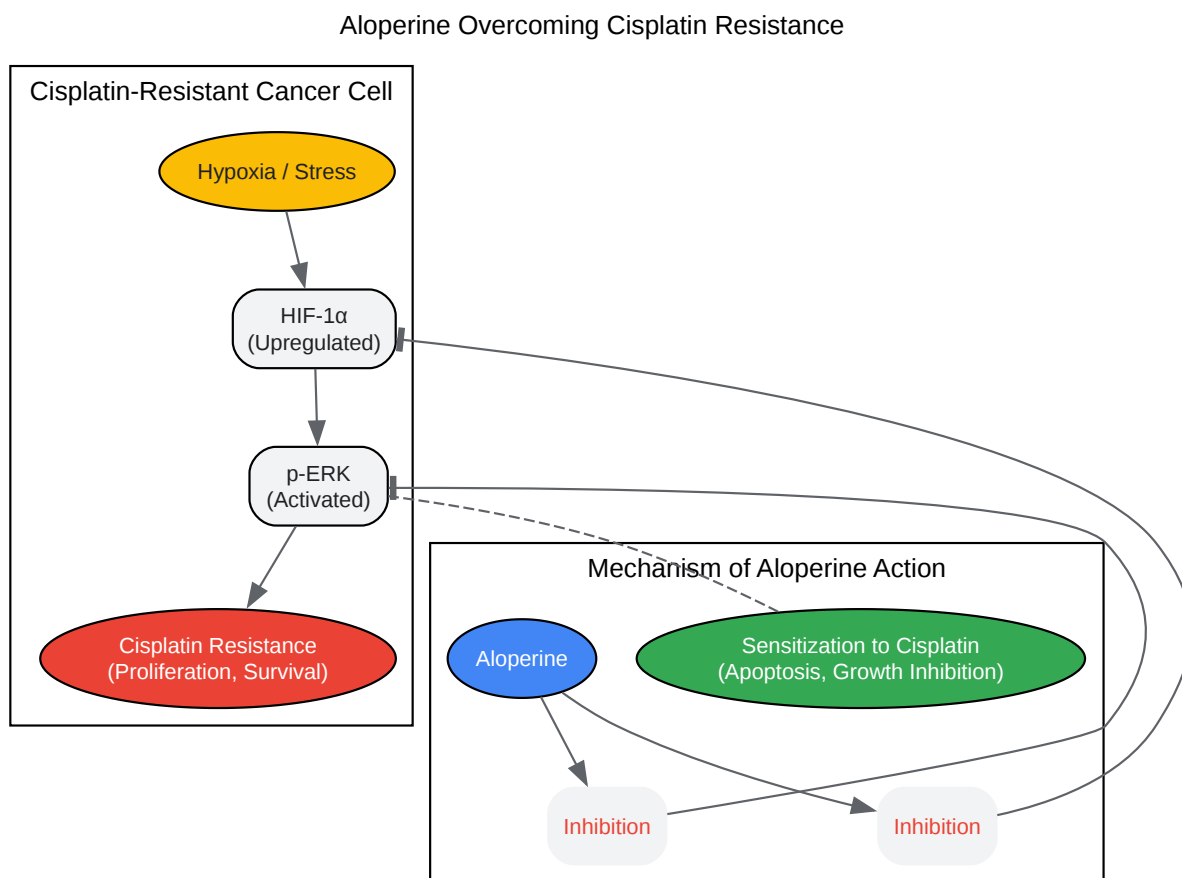 Aloperine Overcoming Cisplatin Resistance
Cisplatin-Resistant Cancer Cell
Hypoxia / Stress
HIF-1α
(Upregulated)
p-ERK
(Activated)
Cisplatin Resistance
(Proliferation, Survival)
Mechanism of Aloperine Action
Aloperine
Sensitization to Cisplatin
(Apoptosis, Growth Inhibition)
Inhibition
Inhibition